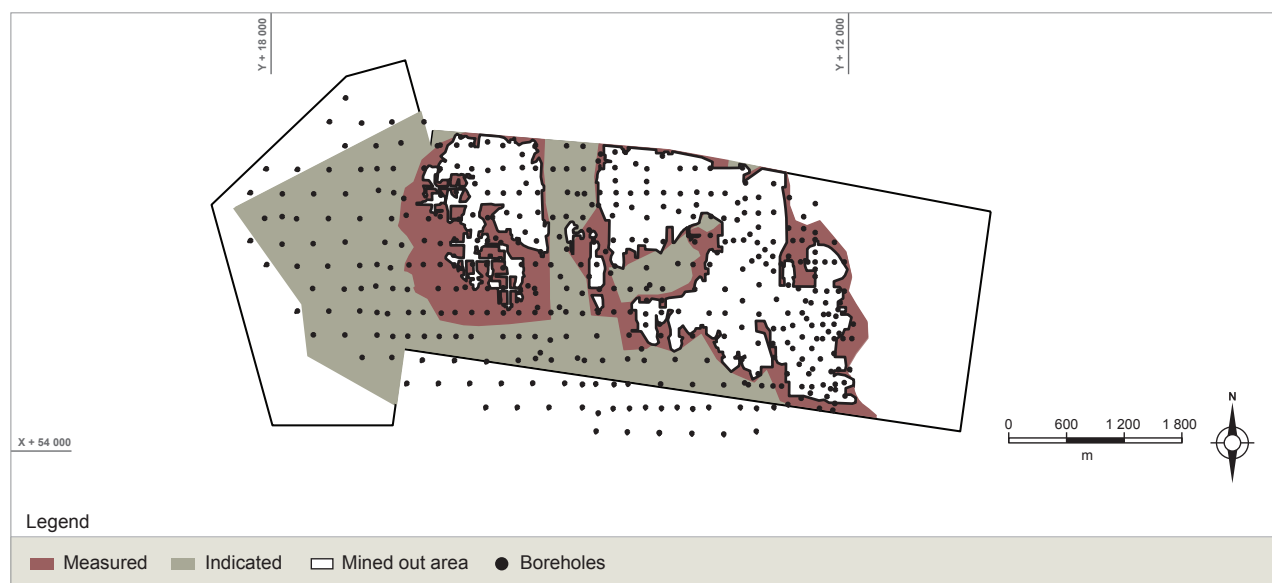 Y + 18 000
Y + 12 000
N
0 600 1 200 1 800
m
X + 54 000
Legend
Measured Indicated Mined out area Boreholes